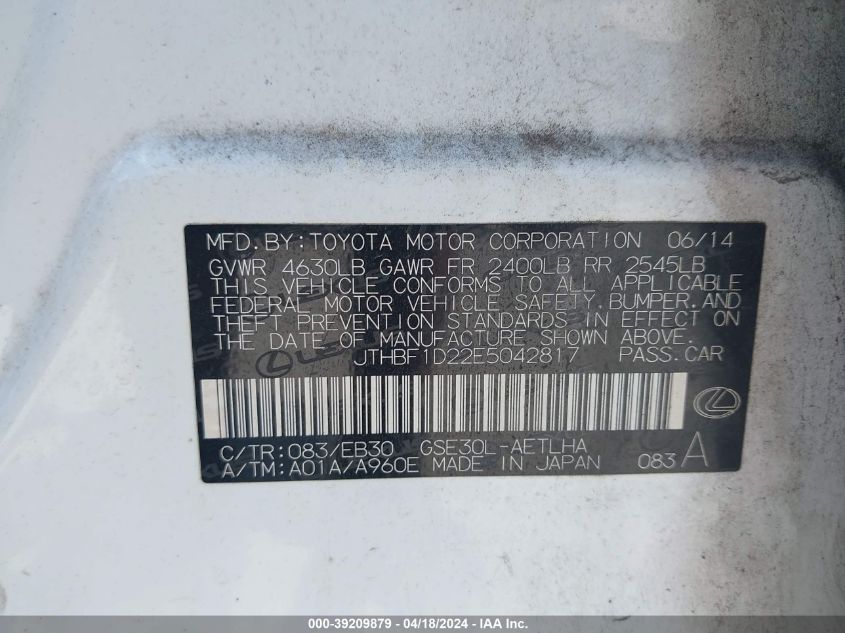 MFD. BY: TOYOTA MOTOR CORPORATION 06/14
GVWR 4630LB GAWR FR 2400LB RR 2545LB
THIS VEHICLE CONFORMS TO ALL APPLICABLE
FEDERAL MOTOR VEHICLE SAFETY, BUMPER, AND
THEFT PREVENTION STANDARDS IN EFFECT ON
THE DATE OF MANUFACTURE SHOWN ABOVE.
JTHBF1D22E5042817 PASS. CAR
C/TR: 083/EB30 GSE30L-AETLHA
A/TM: A01A/A960E MADE IN JAPAN 083 A
000-39209879 - 04/18/2024 - IAA Inc.